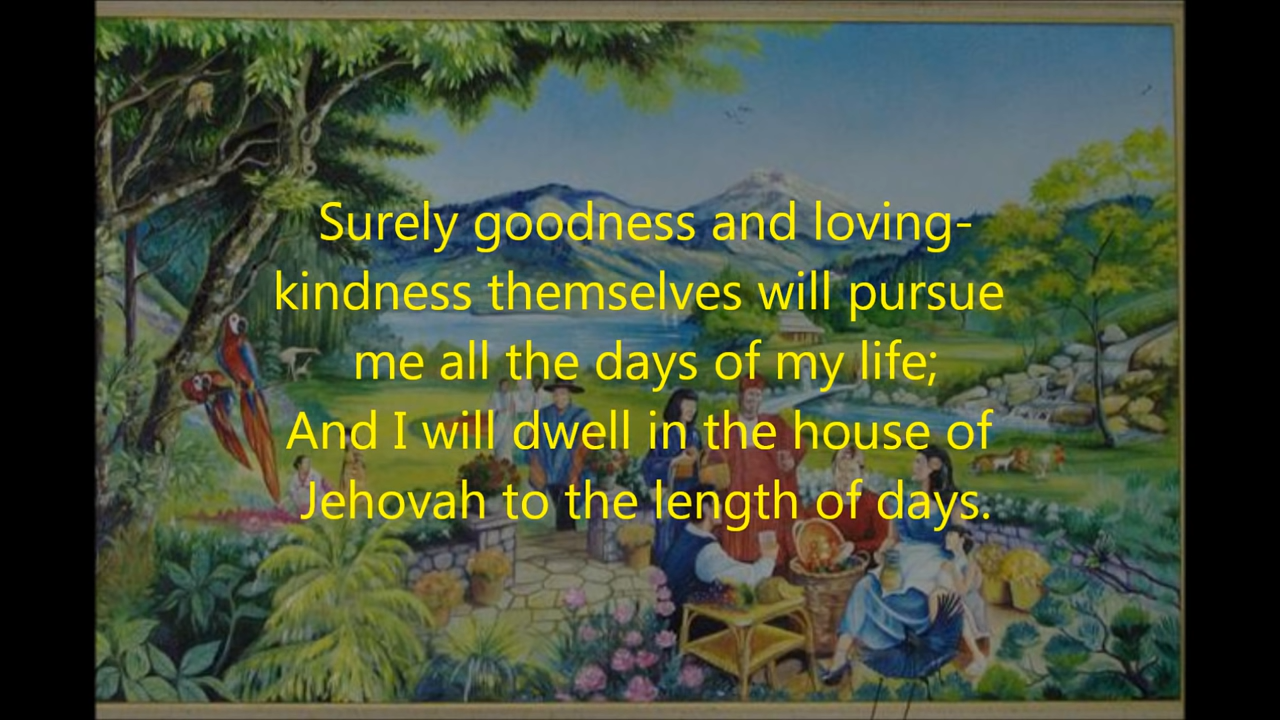 Surely goodness and loving-
kindness themselves will pursue
me all the days of my life;
And I will dwell in the house of
Jehovah to the length of days.